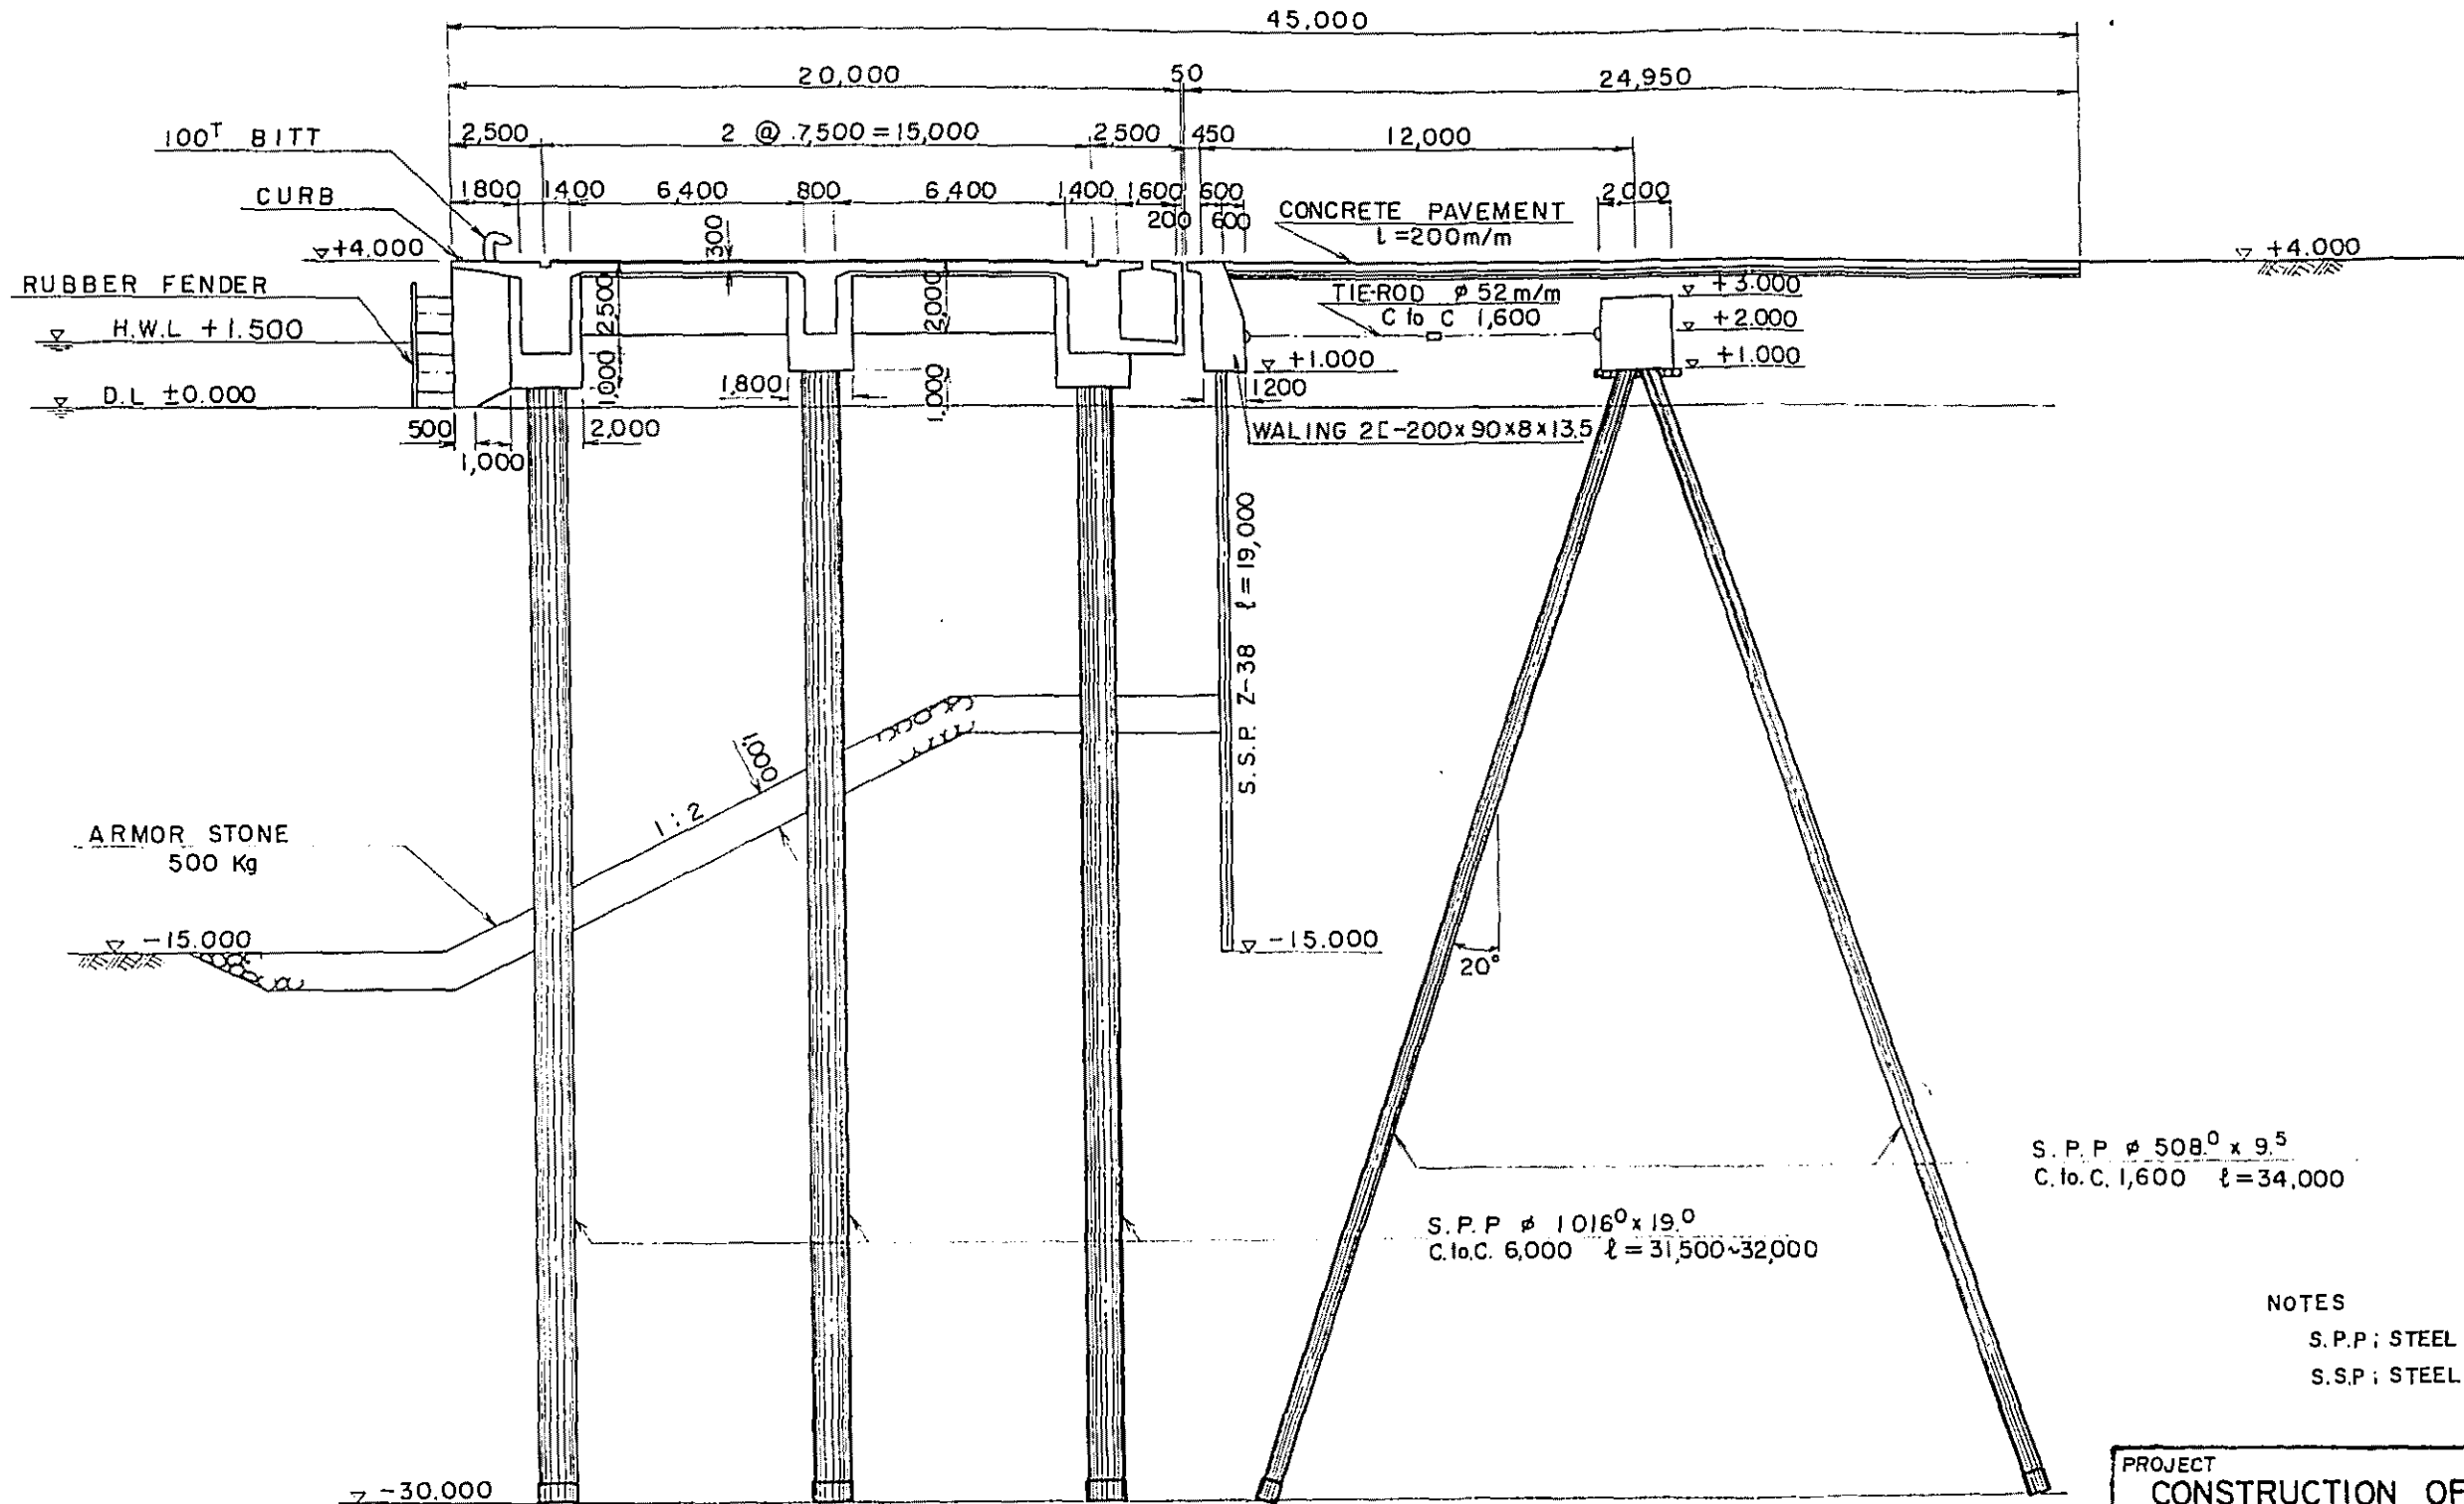 45,000
20,000 50 24,950
2,500 2 @ 7,500 = 15,000 2,500 450 12,000
100T BITT
1800 1,400 6,400 800 6,400 1,400 1,600 600 2,000
CURB
200 600
CONCRETE PAVEMENT
t=200m/m
300
+4.000
+4.000
RUBBER FENDER
TIE-ROD ø 52 m/m
C to C 1,600
+3.000
2,500
2,000
H.W.L +1.500
+2.000
+1.000
+1.000
1,000
1,800
1,000
1200
D.L ±0.000
500
2,000
1,000
WALING 2[-200×90×8×13.5
S.S.P. Z-38 ℓ=19,000
1,000
1:2
ARMOR STONE
500 Kg
-15.000
-15.000
20°
S. P. P ø 508.0 x 9.5
C. to. C. 1,600 ℓ=34,000
S. P. P ø 1016.0 x 19.0
C. to. C. 6,000 ℓ=31,500~32,000
NOTES
S. P. P ; STEEL
S.S.P ; STEEL
-30.000
PROJECT
CONSTRUCTION OF